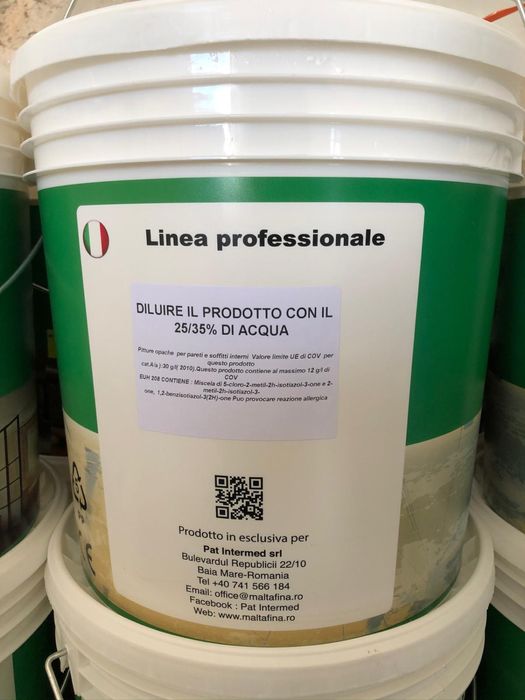 Linea professionale
DILUIRE IL PRODOTTO CON IL
25/35% DI ACQUA
Pitture opache per pareti e soffitti interni Valore limite UE di COV per
questo prodotto
cat.A/a ):30 g/l( 2010).Questo prodotto contiene al massimo 12 g/l di
COV
EUH 208 CONTIENE : Miscela di 5-cloro-2-metil-2h-isotiazol-3-one e 2-
metil-2h-isotiazol-3-
one, 1,2-benzisotiazol-3(2H)-one Puo provocare reazione allergica
Prodotto in esclusiva per
Pat Intermed srl
Bulevardul Republicii 22/10
Baia Mare-Romania
Tel +40 741 566 184
Email: office@maltafina.ro
Facebook : Pat Intermed
Web: www.maltafina.ro